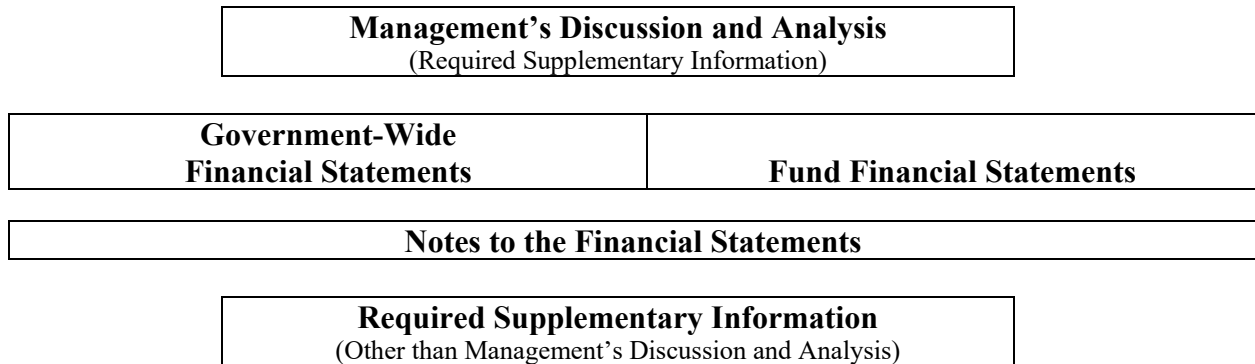 Management’s Discussion and Analysis
(Required Supplementary Information)
Government-Wide
Financial Statements
Fund Financial Statements
Notes to the Financial Statements
Required Supplementary Information
(Other than Management’s Discussion and Analysis)